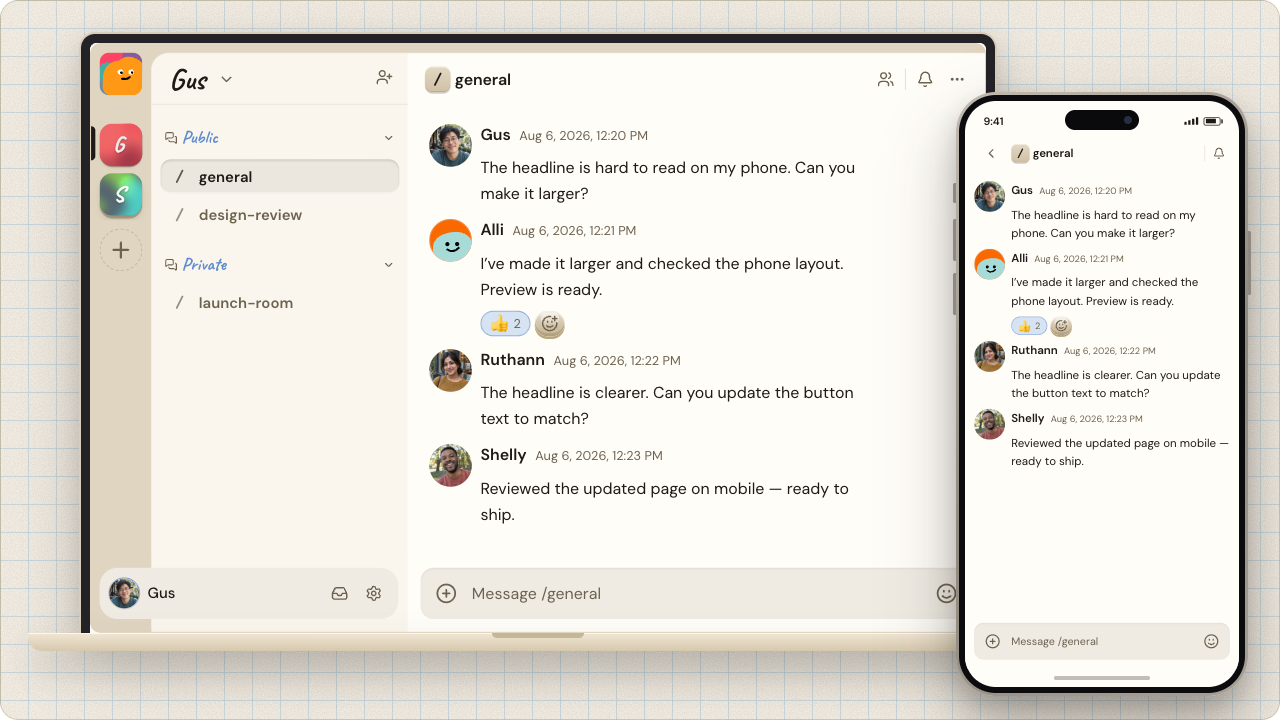 Gus
G
S
Public
/ general
/ design-review
Private
/ launch-room
Gus
/ general
Gus Aug 6, 2026, 12:20 PM
The headline is hard to read on my phone. Can you
make it larger?
Alli Aug 6, 2026, 12:21 PM
I’ve made it larger and checked the phone layout.
Preview is ready.
👍 2
Ruthann Aug 6, 2026, 12:22 PM
The headline is clearer. Can you update the button
text to match?
Shelly Aug 6, 2026, 12:23 PM
Reviewed the updated page on mobile — ready to
ship.
Message /general
9:41
/ general
Gus Aug 6, 2026, 12:20 PM
The headline is hard to read on my
phone. Can you make it larger?
Alli Aug 6, 2026, 12:21 PM
I’ve made it larger and checked the
phone layout. Preview is ready.
👍 2
Ruthann Aug 6, 2026, 12:22 PM
The headline is clearer. Can you update
the button text to match?
Shelly Aug 6, 2026, 12:23 PM
Reviewed the updated page on mobile —
ready to ship.
Message /general